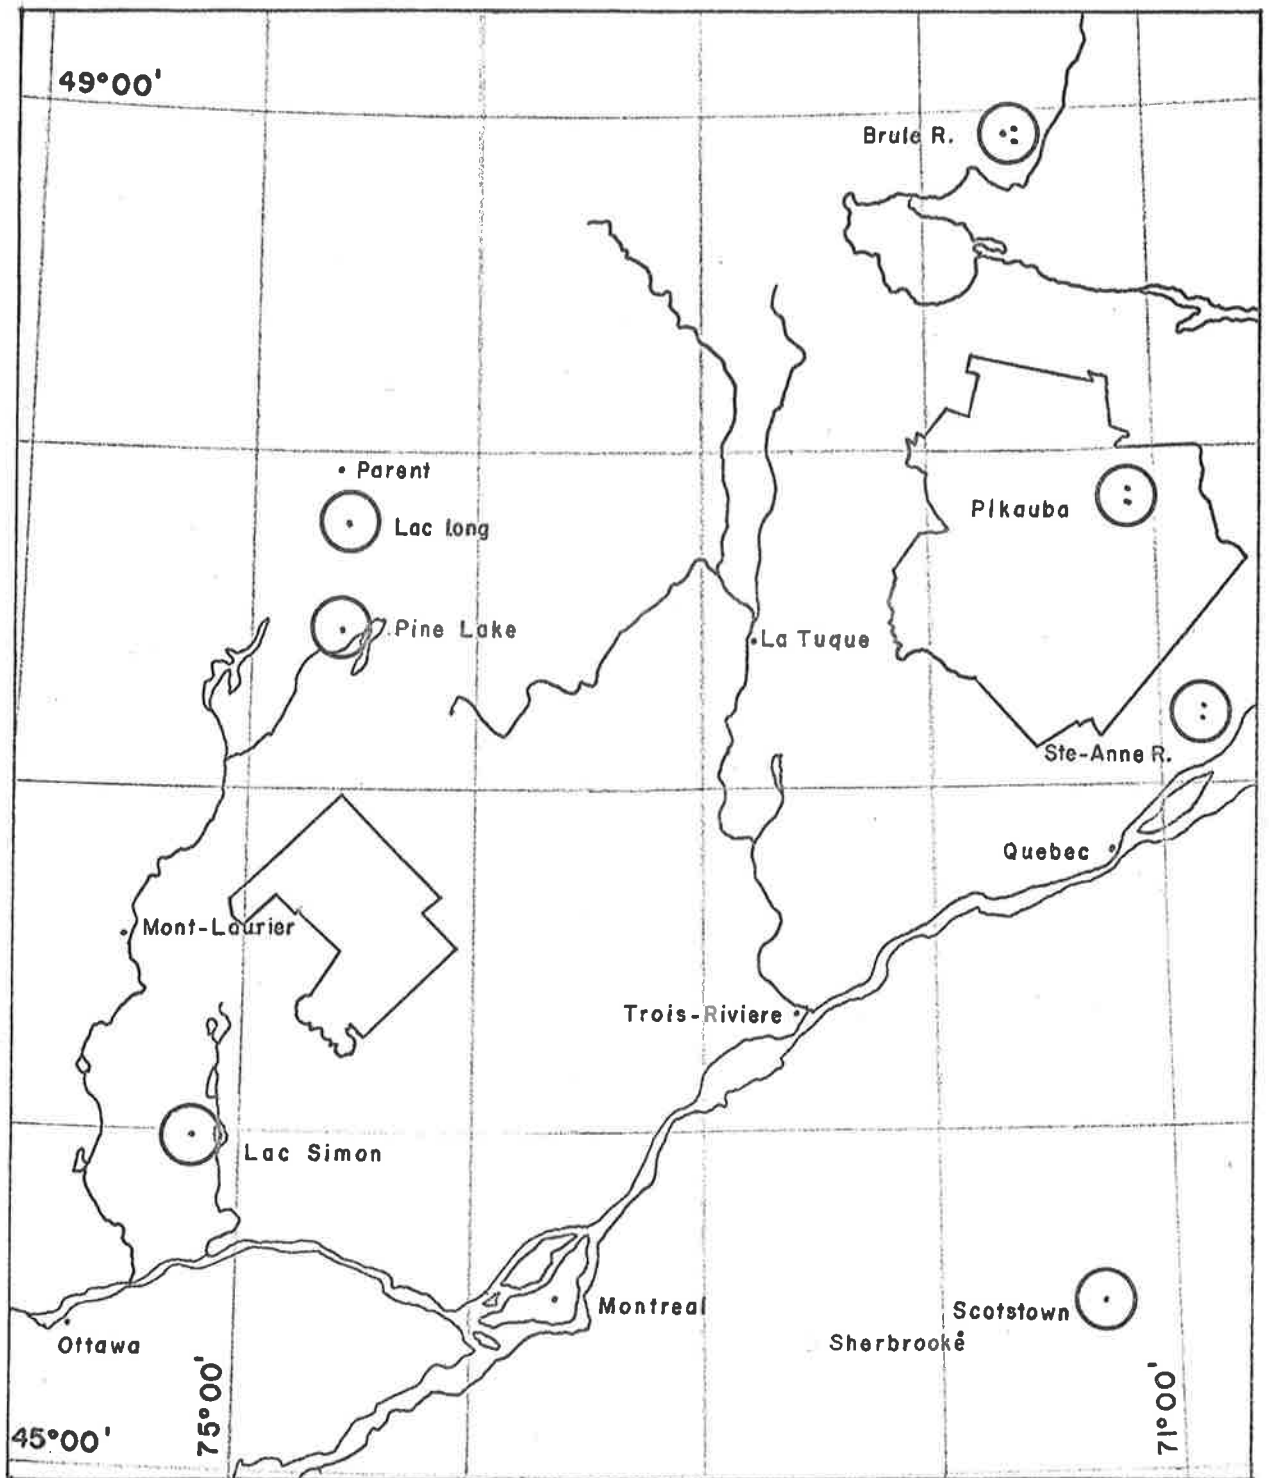 49°00'
Brule R.
Parent
Lac long
Pikauba
Pine Lake
La Tuque
Ste-Anne R.
Quebec
Mont-Laurier
Trois-Riviere
Lac Simon
Montreal
Scotstown
Sherbrooke
Ottawa
75°00'
71°00'
45°00'